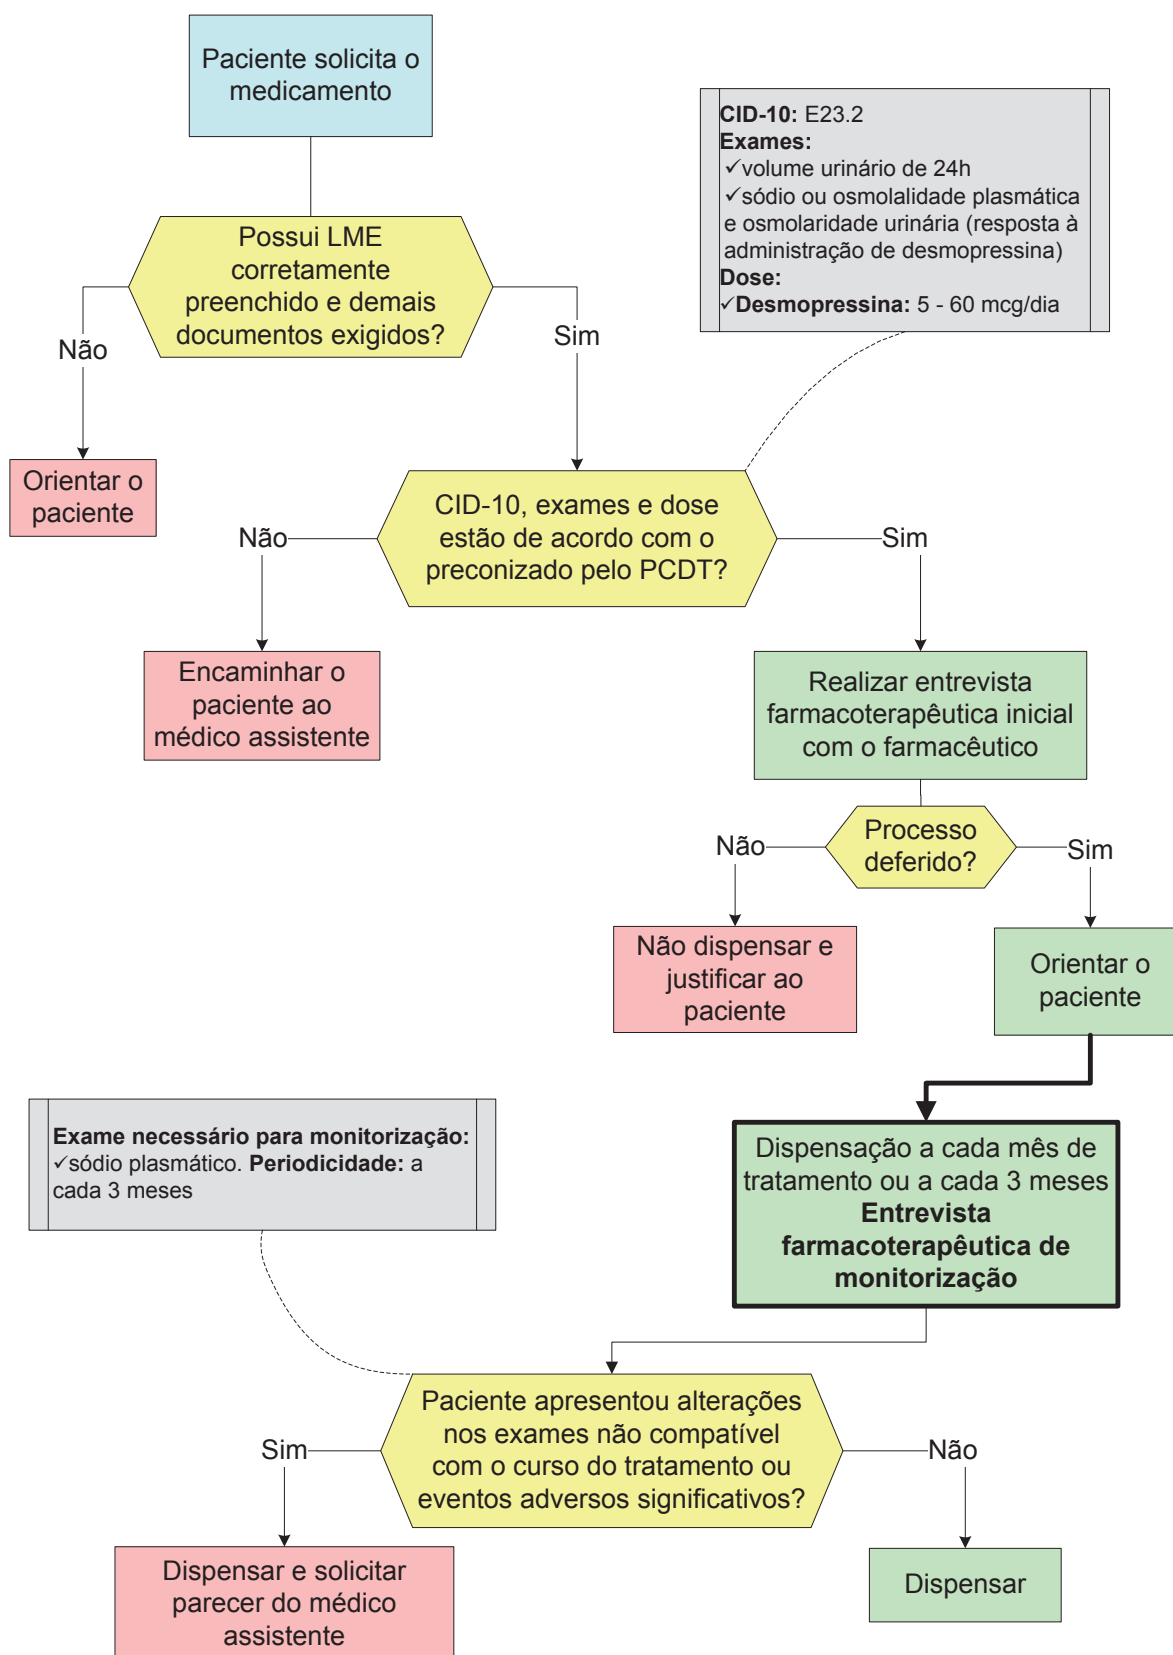 Paciente solicita o
medicamento
CID-10: E23.2
Exames:
✓volume urinário de 24h
✓sódio ou osmolalidade plasmática
e osmolaridade urinária (resposta à
administração de desmopressina)
Dose:
✓Desmopressina: 5 - 60 mcg/dia
Possui LME
corretamente
preenchido e demais
documentos exigidos?
Não
Sim
Orientar o
paciente
CID-10, exames e dose
estão de acordo com o
preconizado pelo PCDT?
Não
Sim
Encaminhar o
paciente ao
médico assistente
Realizar entrevista
farmacoterapêutica inicial
com o farmacêutico
Processo
deferido?
Não
Sim
Não dispensar e
justificar ao
paciente
Orientar o
paciente
Exame necessário para monitorização:
✓sódio plasmático. Periodicidade: a
cada 3 meses
Dispensação a cada mês de
tratamento ou a cada 3 meses
Entrevista
farmacoterapêutica de
monitorização
Paciente apresentou alterações
nos exames não compatível
com o curso do tratamento ou
eventos adversos significativos?
Sim
Não
Dispensar e solicitar
parecer do médico
assistente
Dispensar